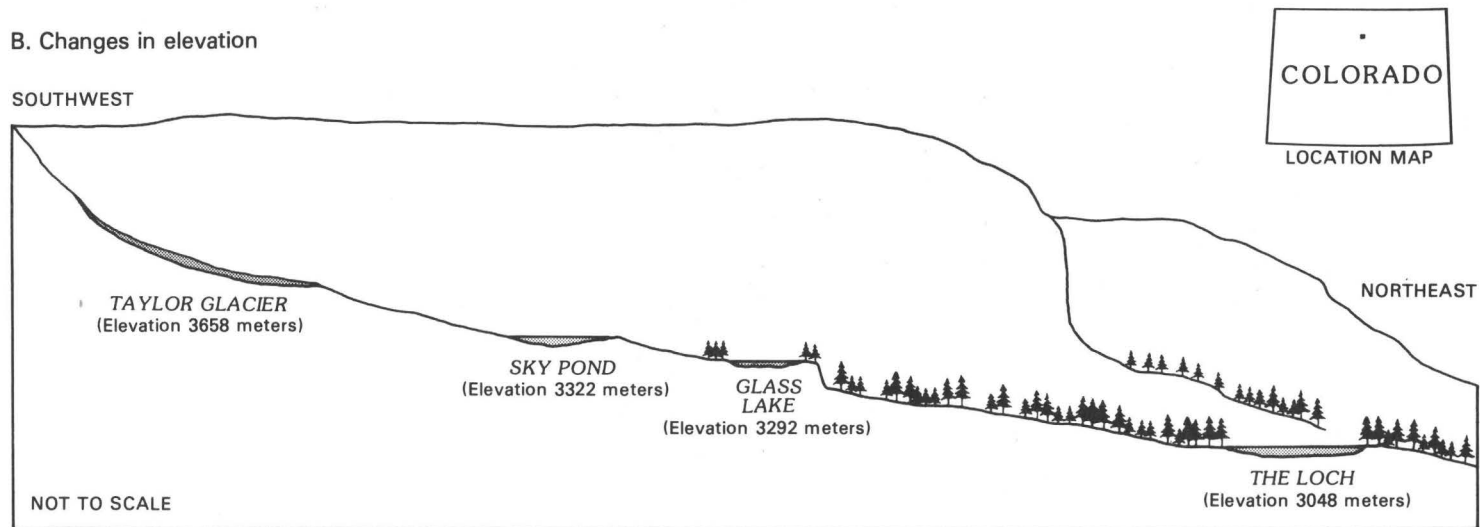 B. Changes in elevation
COLORADO
LOCATION MAP
SOUTHWEST
NORTHEAST
TAYLOR GLACIER
(Elevation 3658 meters)
SKY POND
(Elevation 3322 meters)
GLASS
LAKE
(Elevation 3292 meters)
THE LOCH
(Elevation 3048 meters)
NOT TO SCALE